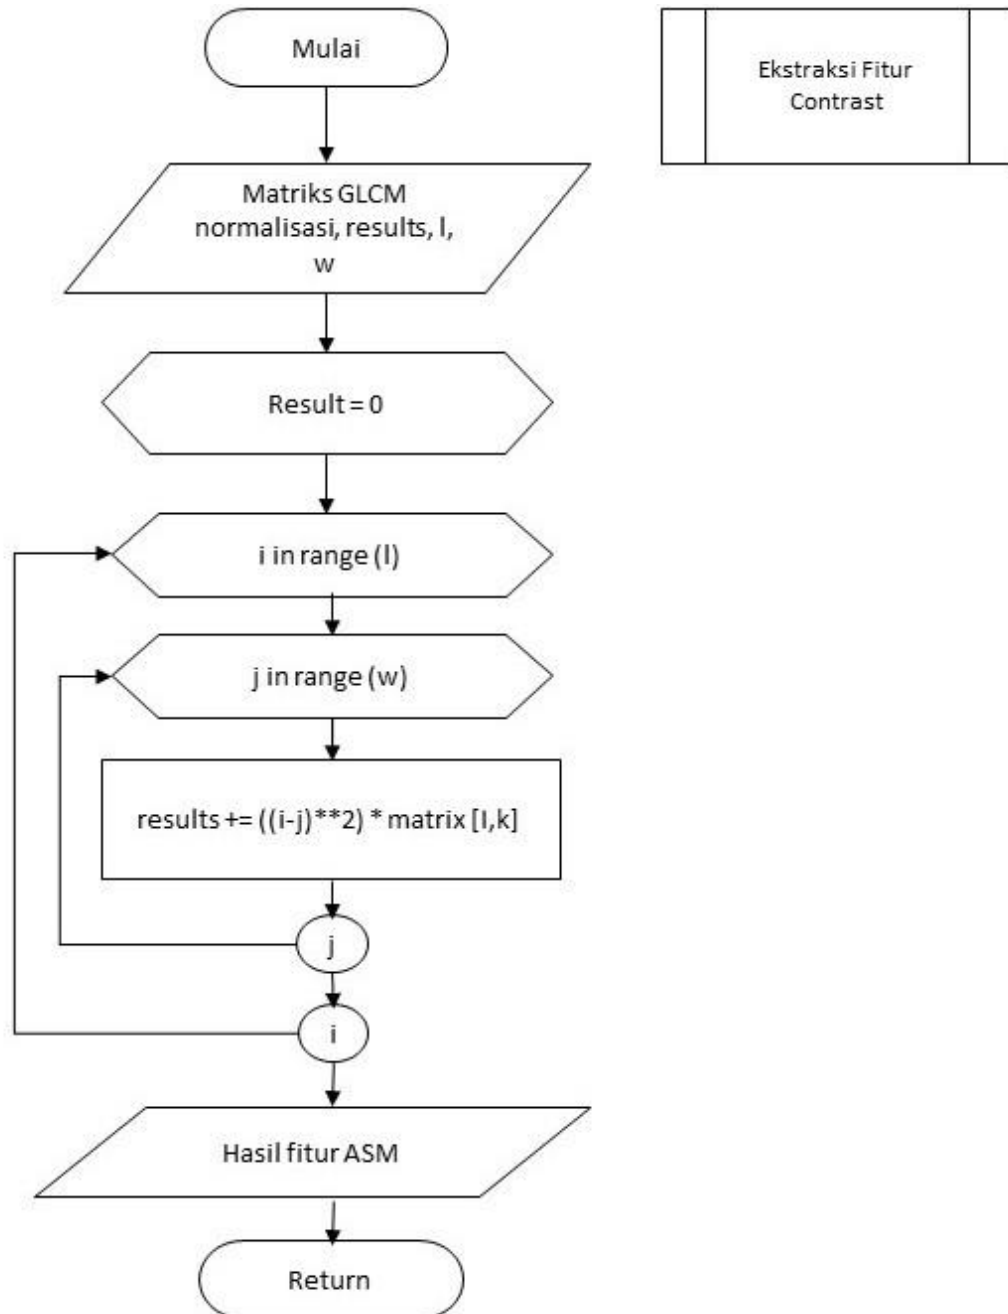 Mulai
Ekstraksi Fitur
Contrast
Matriks GLCM
normalisasi, results, l,
w
Result = 0
i in range (l)
j in range (w)
results += ((i-j)**2) * matrix [I,k]
j
i
Hasil fitur ASM
Return